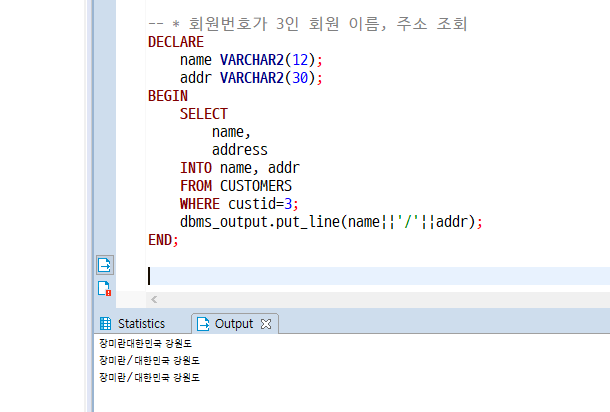 -- * 회원번호가 3인 회원 이름, 주소 조회
DECLARE
    name VARCHAR2(12);
    addr VARCHAR2(30);
BEGIN
    SELECT
        name,
        address
    INTO name, addr
    FROM CUSTOMERS
    WHERE custid=3;
    dbms_output.put_line(name||'/'||addr);
END;
Statistics Output
장미란대한민국 강원도
장미란/대한민국 강원도
장미란/대한민국 강원도